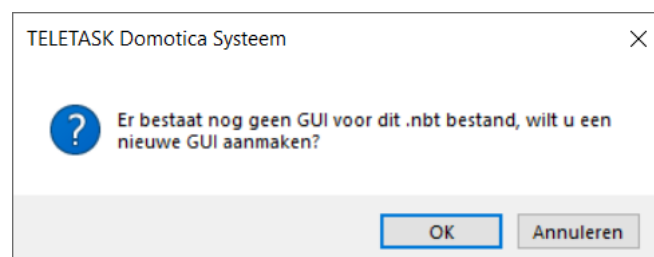 TELETASK Domotica Systeem
Er bestaat nog geen GUI voor dit .nbt bestand, wilt u een
nieuwe GUI aanmaken?
OK
Annuleren